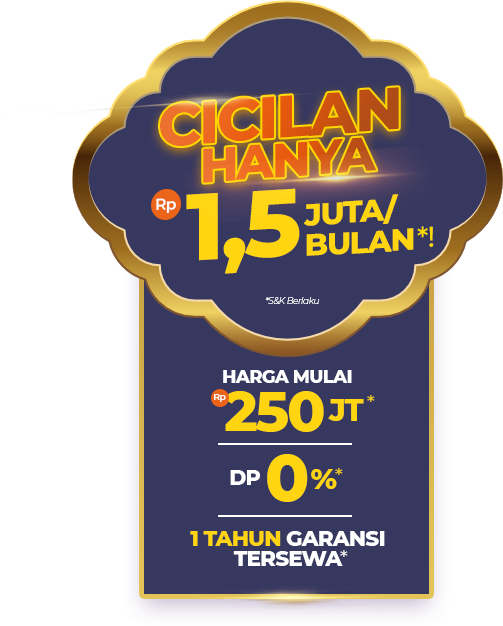 CICILAN
HANYA
Rp 1,5 JUTA/
BULAN*!
*S&K Berlaku
HARGA MULAI
Rp 250 JT*
DP 0%*
1 TAHUN GARANSI
TERSEWA*